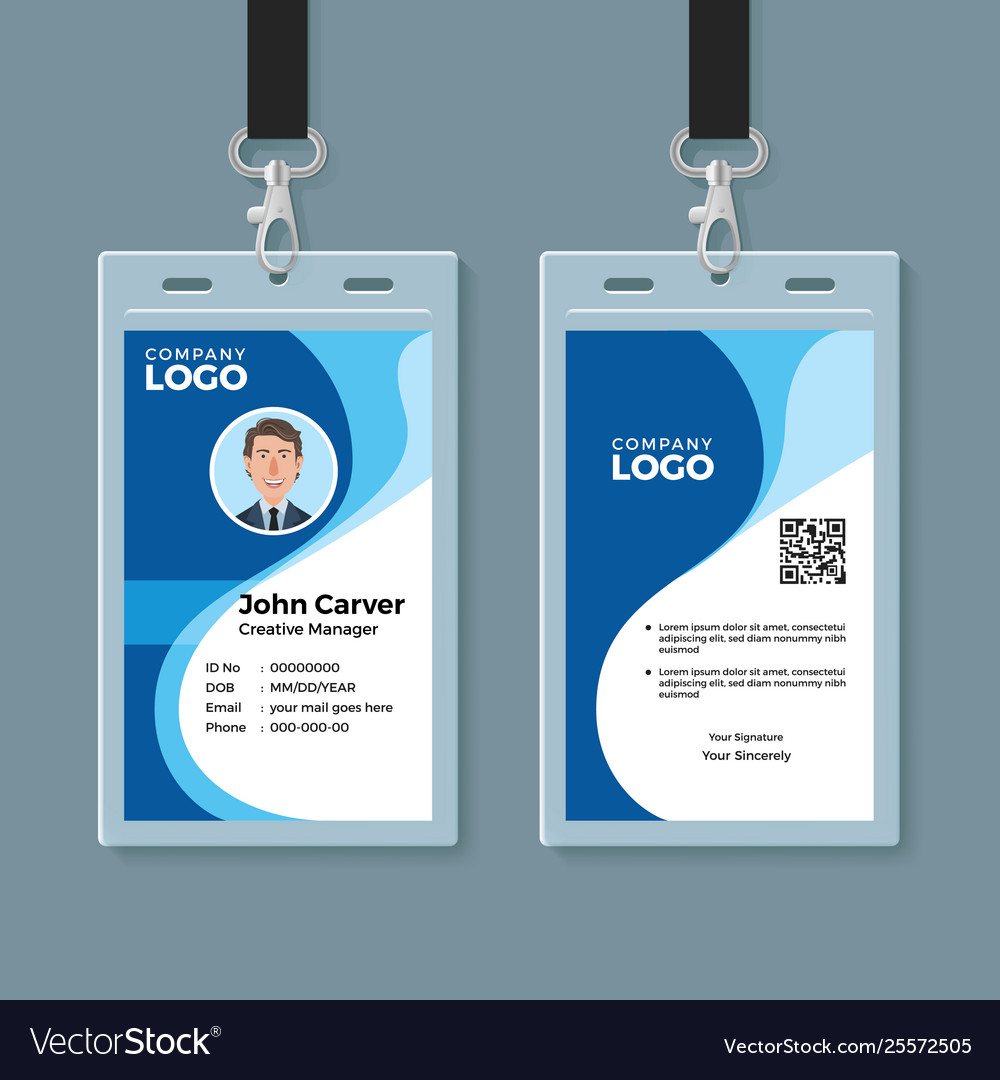 COMPANY
LOGO
John Carver
Creative Manager
ID No : 00000000
DOB : MM/DD/YEAR
Email : your mail goes here
Phone : 000-000-00
COMPANY
LOGO
• Lorem ipsum dolor sit amet, consectetui
adipiscing elit, sed diam nonummy nibh
euismod
• Lorem ipsum dolor sit amet, consectetui
adipiscing elit, sed diam nonummy nibh
euismod
Your Signature
Your Sincerely
VectorStock®
VectorStock.com/25572505